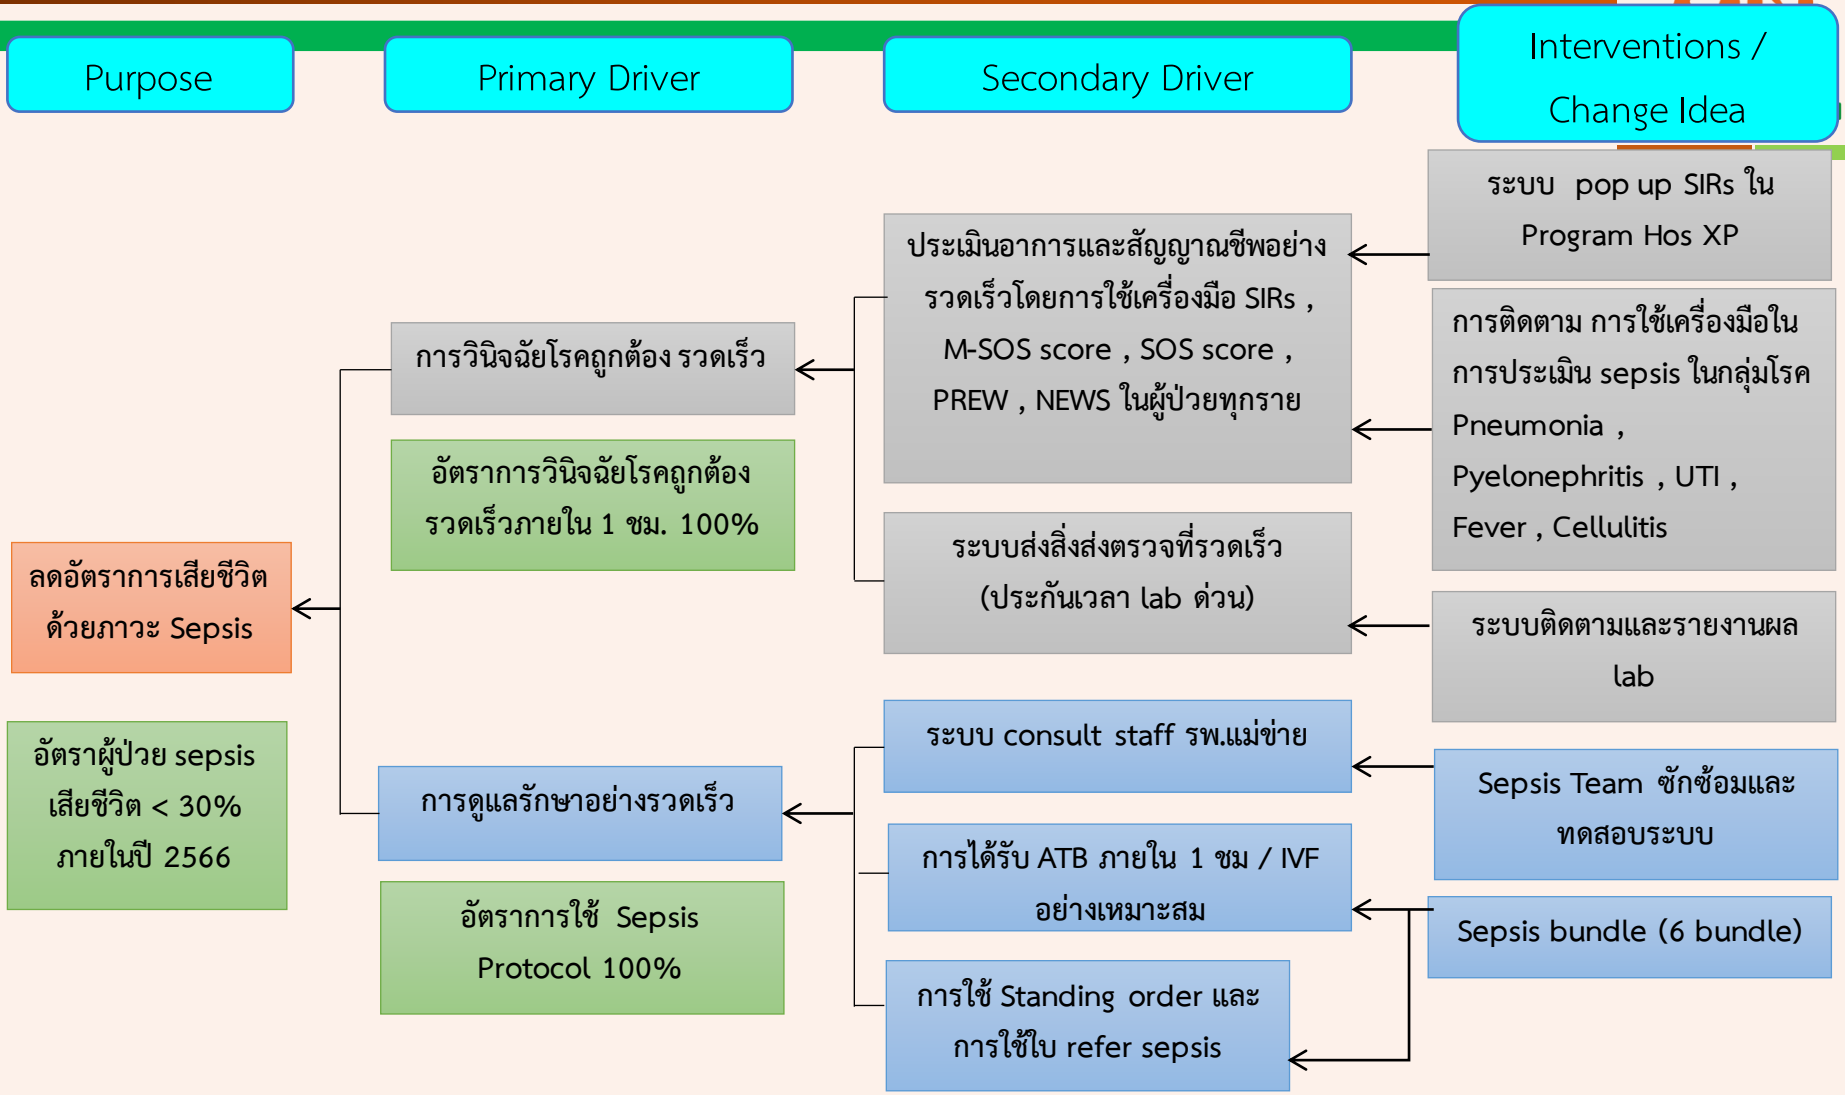 Purpose
Primary Driver
Secondary Driver
Interventions /
Change Idea
ลดอัตราการเสียชีวิต
ด้วยภาวะ Sepsis
อัตราผู้ป่วย sepsis
เสียชีวิต < 30%
ภายในปี 2566
การวินิจฉัยโรคถูกต้อง รวดเร็ว
อัตราการวินิจฉัยโรคถูกต้อง
รวดเร็วภายใน 1 ชม. 100%
การดูแลรักษาอย่างรวดเร็ว
อัตราการใช้ Sepsis
Protocol 100%
ประเมินอาการและสัญญาณชีพอย่าง
รวดเร็วโดยการใช้เครื่องมือ SIRs ,
M-SOS score , SOS score ,
PREW , NEWS ในผู้ป่วยทุกราย
ระบบส่งสิ่งส่งตรวจที่รวดเร็ว
(ประกันเวลา lab ด่วน)
ระบบ consult staff รพ.แม่ข่าย
การได้รับ ATB ภายใน 1 ชม / IVF
อย่างเหมาะสม
การใช้ Standing order และ
การใช้ใบ refer sepsis
ระบบ pop up SIRs ใน
Program Hos XP
การติดตาม การใช้เครื่องมือใน
การประเมิน sepsis ในกลุ่มโรค
Pneumonia ,
Pyelonephritis , UTI ,
Fever , Cellulitis
ระบบติดตามและรายงานผล
lab
Sepsis Team ซักซ้อมและ
ทดสอบระบบ
Sepsis bundle (6 bundle)